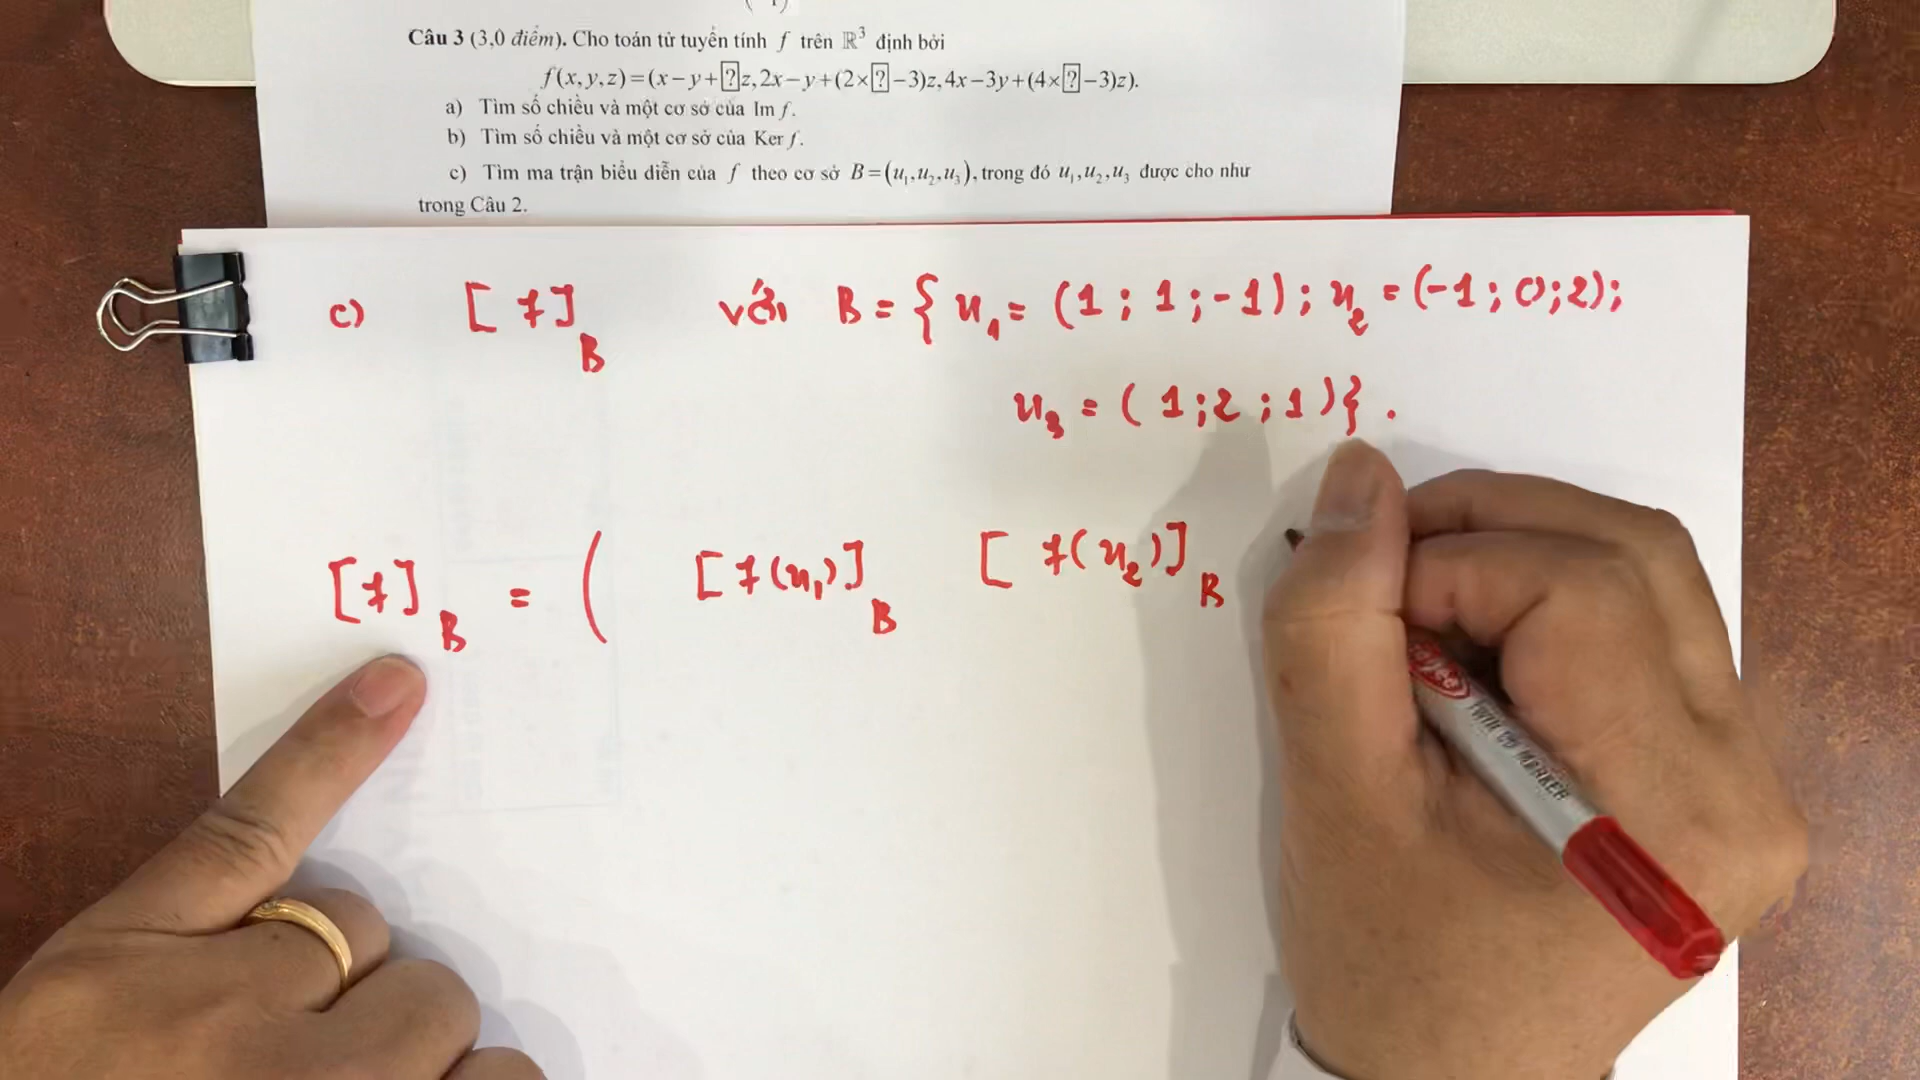 Câu 3 (3,0 điểm). Cho toán tử tuyến tính f trên ℝ³ định bởi
f(x,y,z)=(x−y+[?]z,2x−y+(2×[?]−3)z,4x−3y+(4×[?]−3)z).
a) Tìm số chiều và một cơ sở của Im f.
b) Tìm số chiều và một cơ sở của Ker f.
c) Tìm ma trận biểu diễn của f theo cơ sở B=(u₁,u₂,u₃), trong đó u₁,u₂,u₃ được cho như
trong Câu 2.
c) [f]_B với B = { u₁ = (1 ; 1 ; -1) ; u₂ = (-1 ; 0 ; 2) ;
u₃ = ( 1 ; 2 ; 1 ) } .
[f]_B = ( [f(u₁)]_B [f(u₂)]_B
TWIN CD MARKER